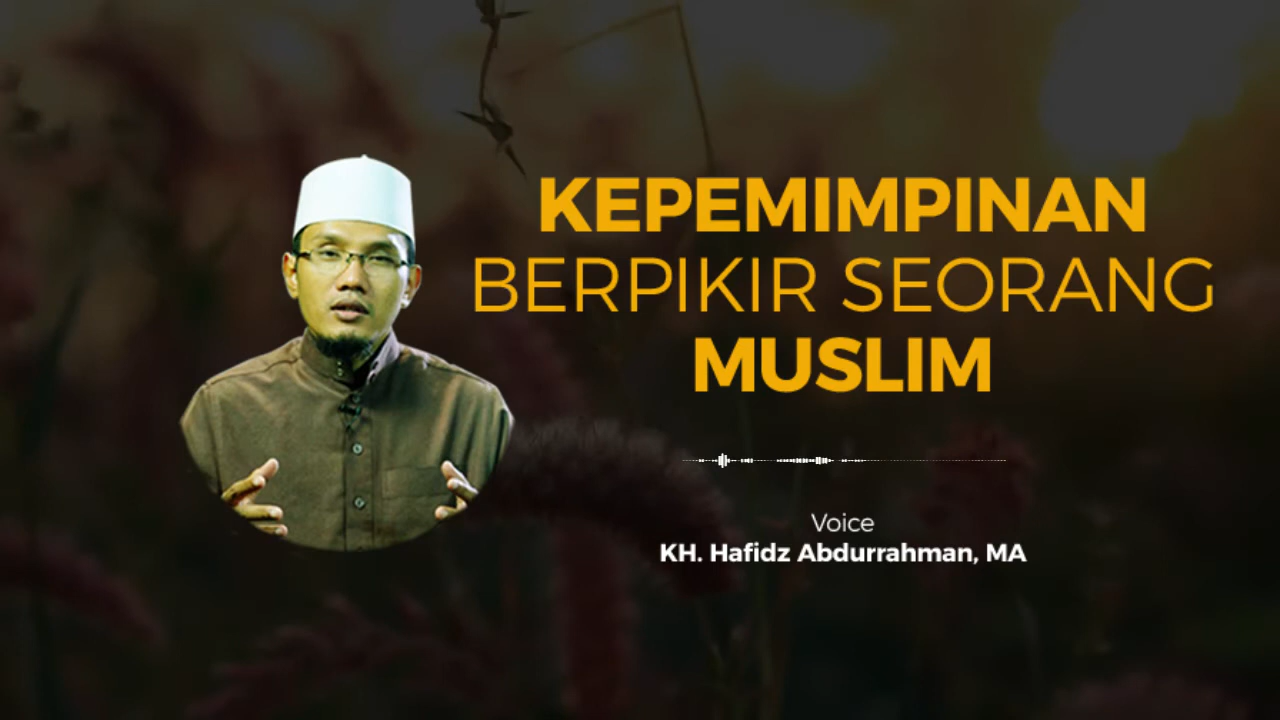 KEPEMIMPINAN
BERPIKIR SEORANG
MUSLIM
Voice
KH. Hafidz Abdurrahman, MA